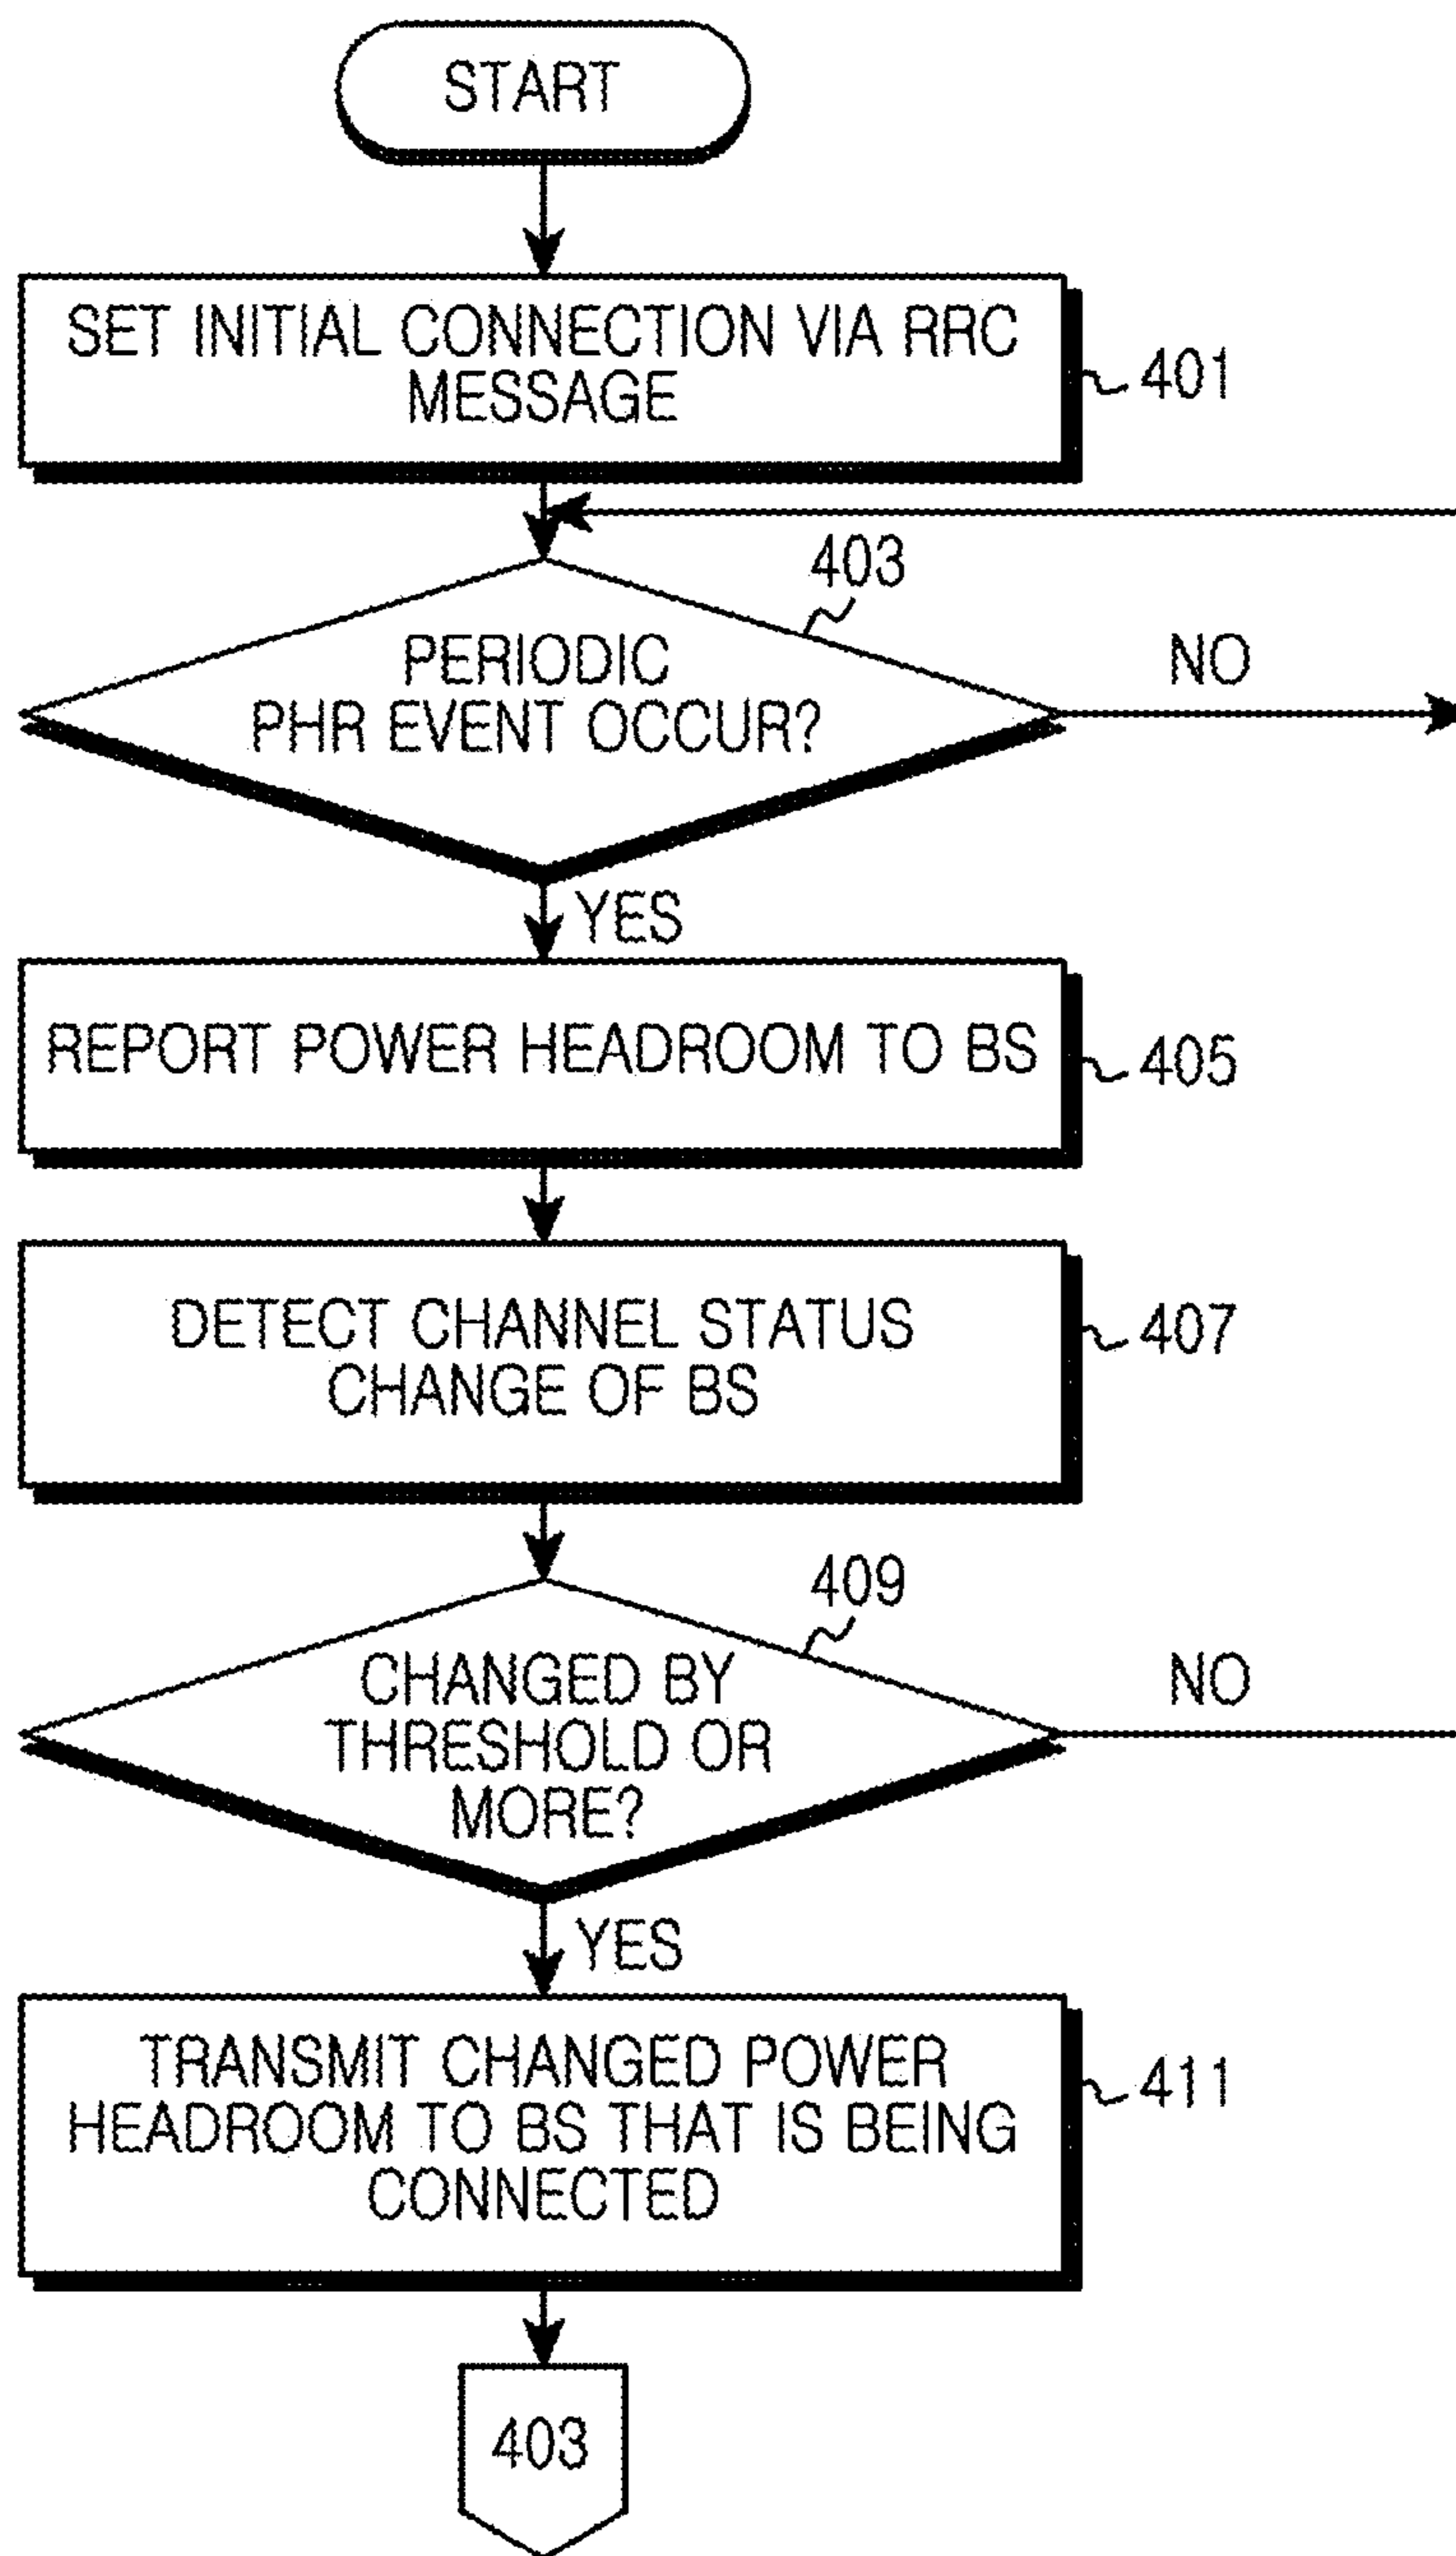 START
SET INITIAL CONNECTION VIA RRC
MESSAGE
401
403
PERIODIC
PHR EVENT OCCUR?
NO
YES
REPORT POWER HEADROOM TO BS
405
DETECT CHANNEL STATUS
CHANGE OF BS
407
409
CHANGED BY
THRESHOLD OR
MORE?
NO
YES
TRANSMIT CHANGED POWER
HEADROOM TO BS THAT IS BEING
CONNECTED
411
403